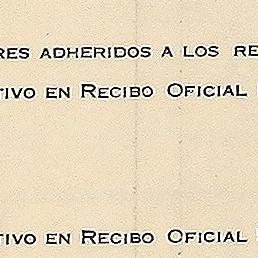 RES ADHERIDOS A LOS RE
TIVO EN RECIBO OFICIAL
TIVO EN RECIBO OFICIAL